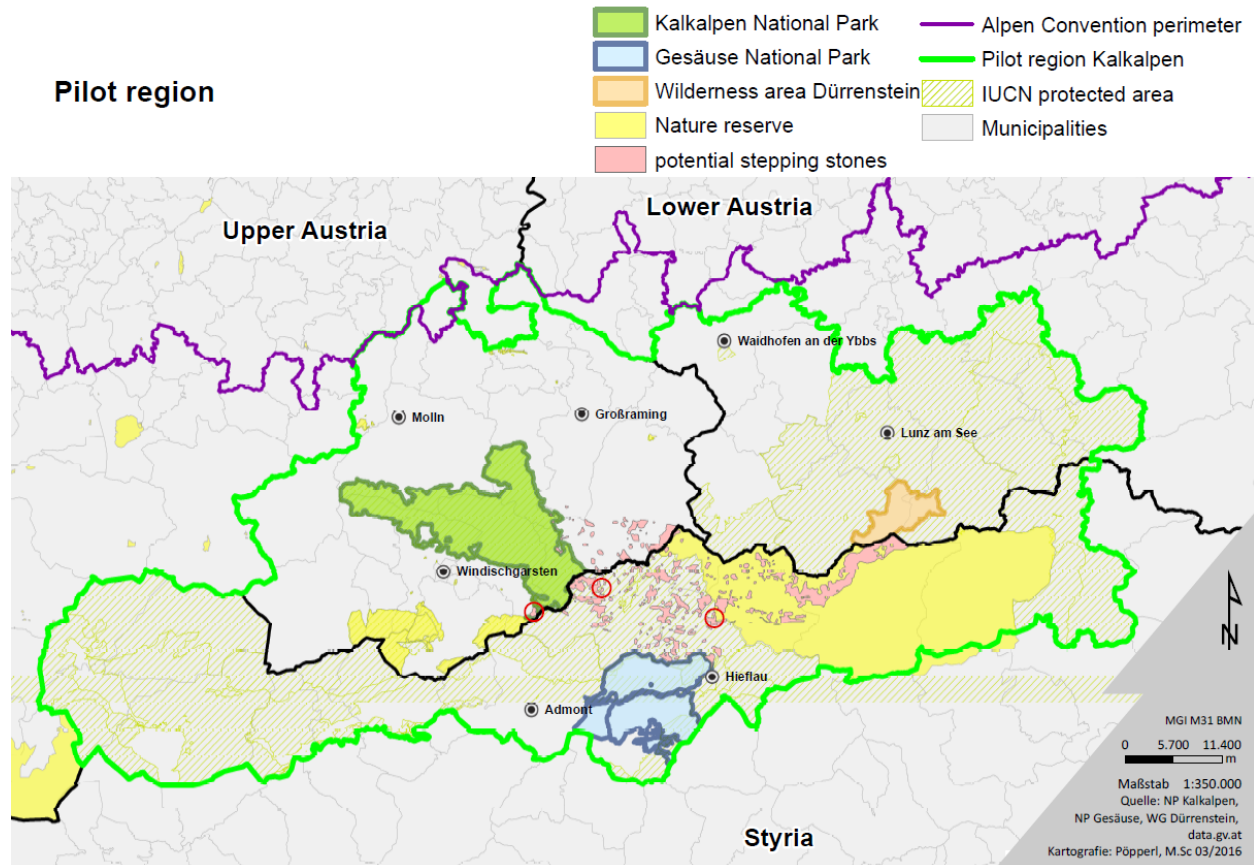 Pilot region
Kalkalpen National Park
Gesäuse National Park
Wilderness area Dürrenstein
Nature reserve
potential stepping stones
Alpen Convention perimeter
Pilot region Kalkalpen
IUCN protected area
Municipalities
Upper Austria
Lower Austria
Waidhofen an der Ybbs
Molln
Großraming
Lunz am See
Windischgarsten
Hieflau
Admont
Styria
N
MGI M31 BMN
0 5.700 11.400
m
Maßstab 1:350.000
Quelle: NP Kalkalpen,
NP Gesäuse, WG Dürrenstein,
data.gv.at
Kartografie: Pöpperl, M.Sc 03/2016